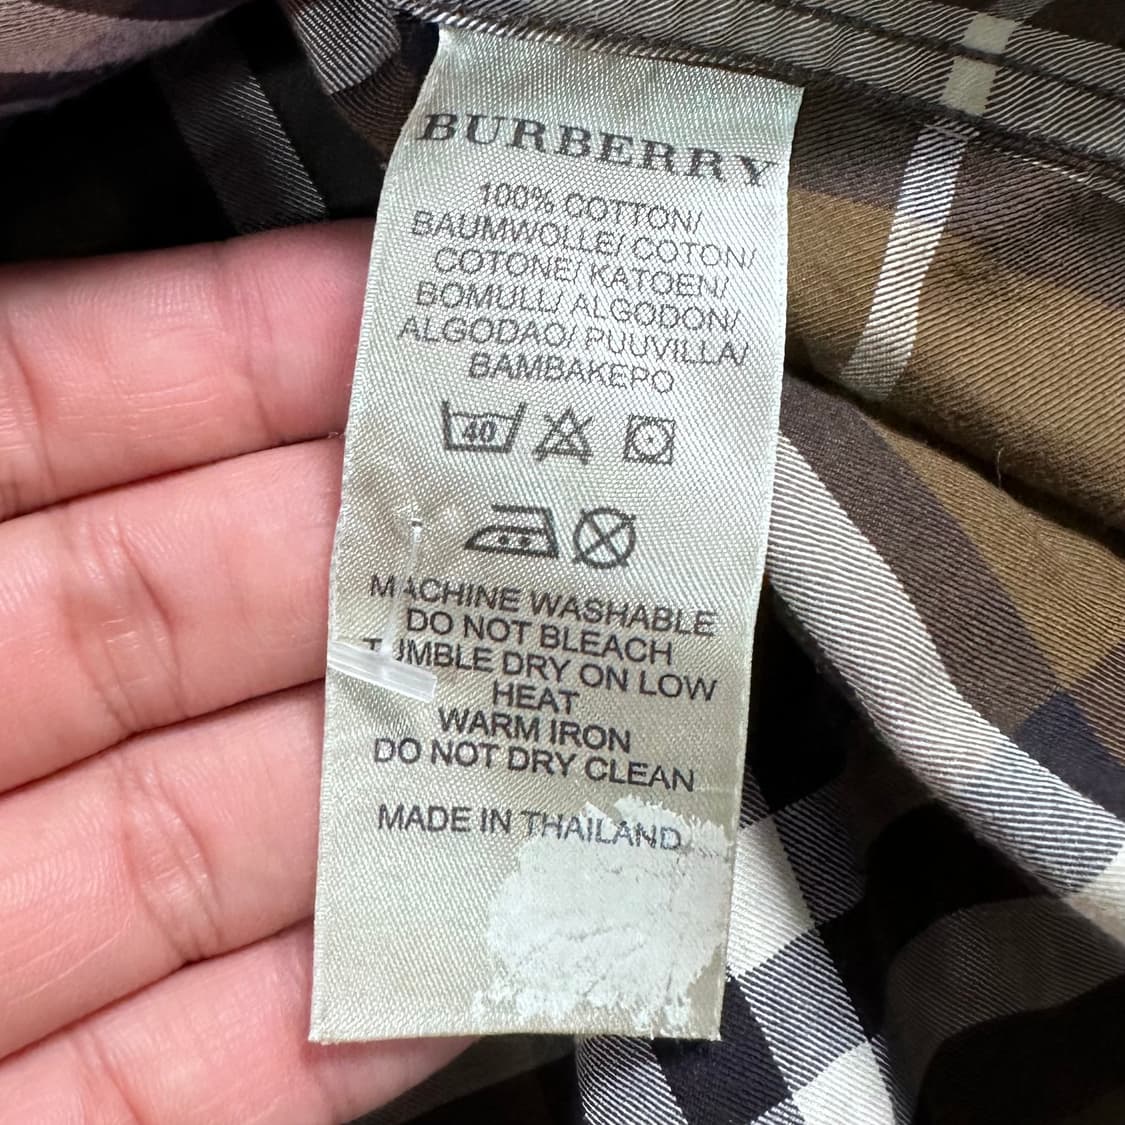 BURBERRY
100% COTTON/
BAUMWOLLE/ COTON/
COTONE/ KATOEN/
BOMULL/ ALGODON/
ALGODAO/ PUUVILLA/
BAMBAKEPO
40
MACHINE WASHABLE
DO NOT BLEACH
TUMBLE DRY ON LOW
HEAT
WARM IRON
DO NOT DRY CLEAN
MADE IN THAILAND